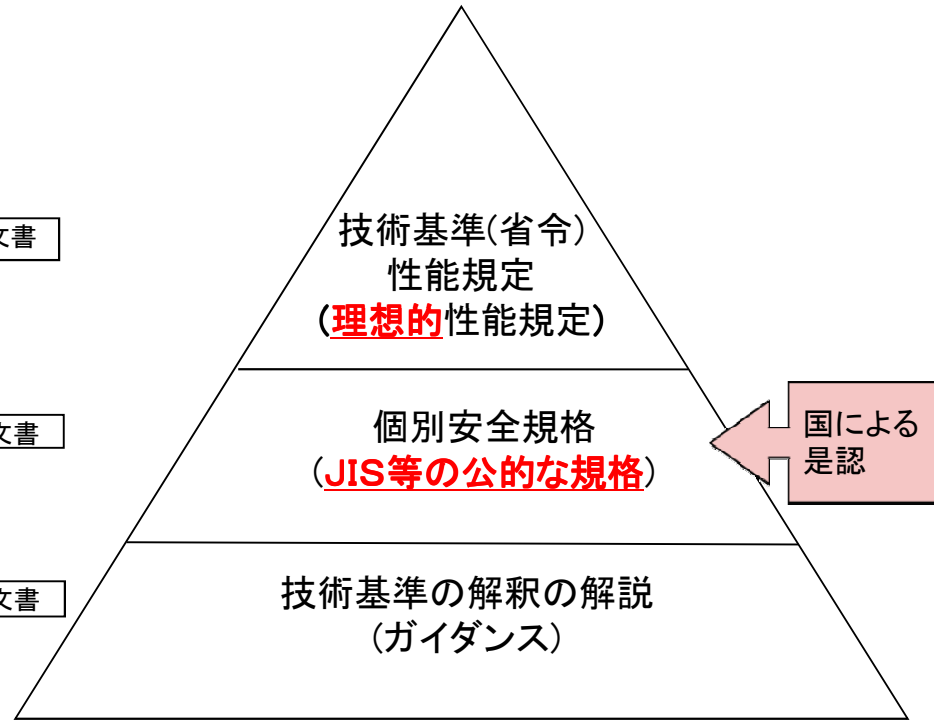 文書
技術基準(省令)
性能規定
(理想的性能規定)
文書
個別安全規格
(JIS等の公的な規格)
国による
是認
文書
技術基準の解釈の解説
(ガイダンス)